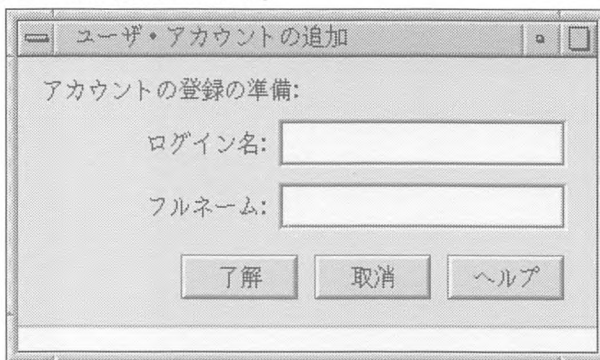 ユーザ・アカウントの追加
アカウントの登録の準備:
ログイン名:
フルネーム:
了解 取消 ヘルプ